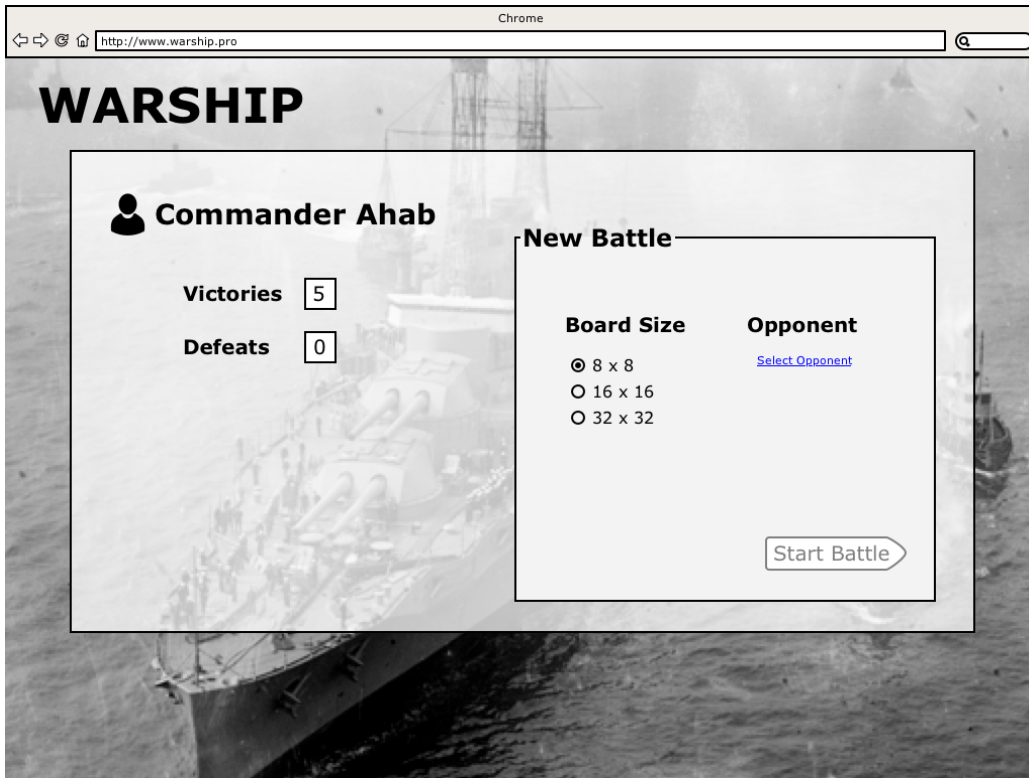 Chrome
http://www.warship.pro
WARSHIP
Commander Ahab
Victories 5
Defeats 0
New Battle
Board Size
8 x 8
16 x 16
32 x 32
Opponent
Select Opponent
Start Battle